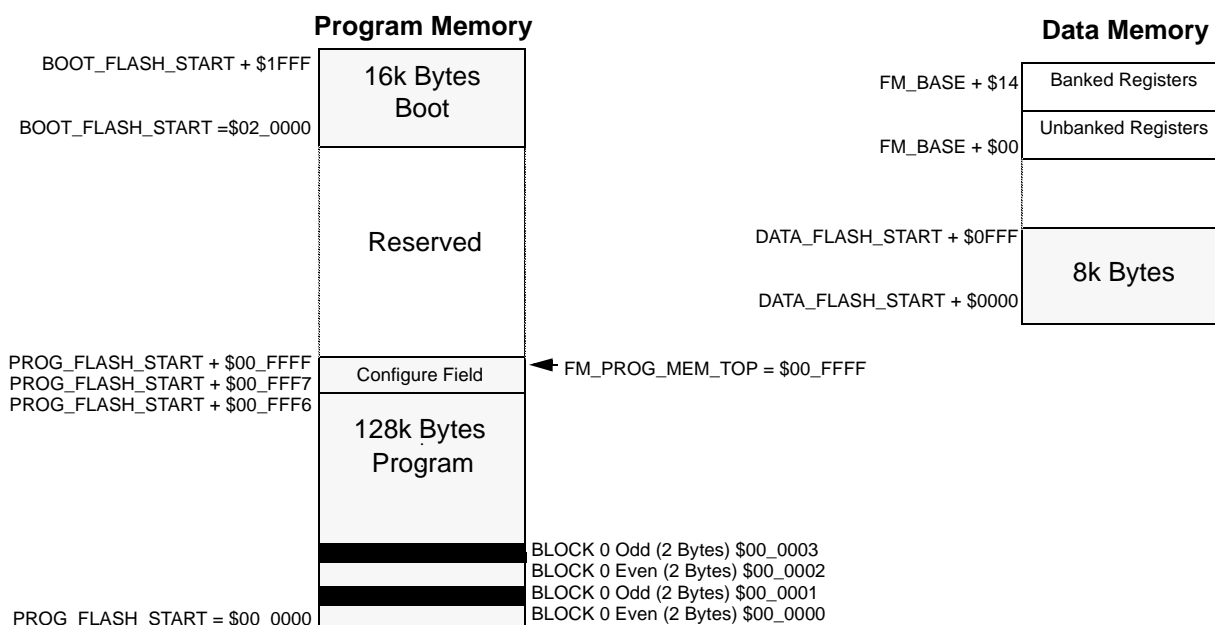 Program Memory
BOOT_FLASH_START + $1FFF
16k Bytes
Boot
BOOT_FLASH_START =$02_0000
Reserved
PROG_FLASH_START + $00_FFFF
PROG_FLASH_START + $00_FFF7
PROG_FLASH_START + $00_FFF6
Configure Field
FM_PROG_MEM_TOP = $00_FFFF
128k Bytes
Program
BLOCK 0 Odd (2 Bytes) $00_0003
BLOCK 0 Even (2 Bytes) $00_0002
BLOCK 0 Odd (2 Bytes) $00_0001
BLOCK 0 Even (2 Bytes) $00_0000
PROG_FLASH_START = $00_0000
Data Memory
FM_BASE + $14
Banked Registers
Unbanked Registers
FM_BASE + $00
DATA_FLASH_START + $0FFF
8k Bytes
DATA_FLASH_START + $0000